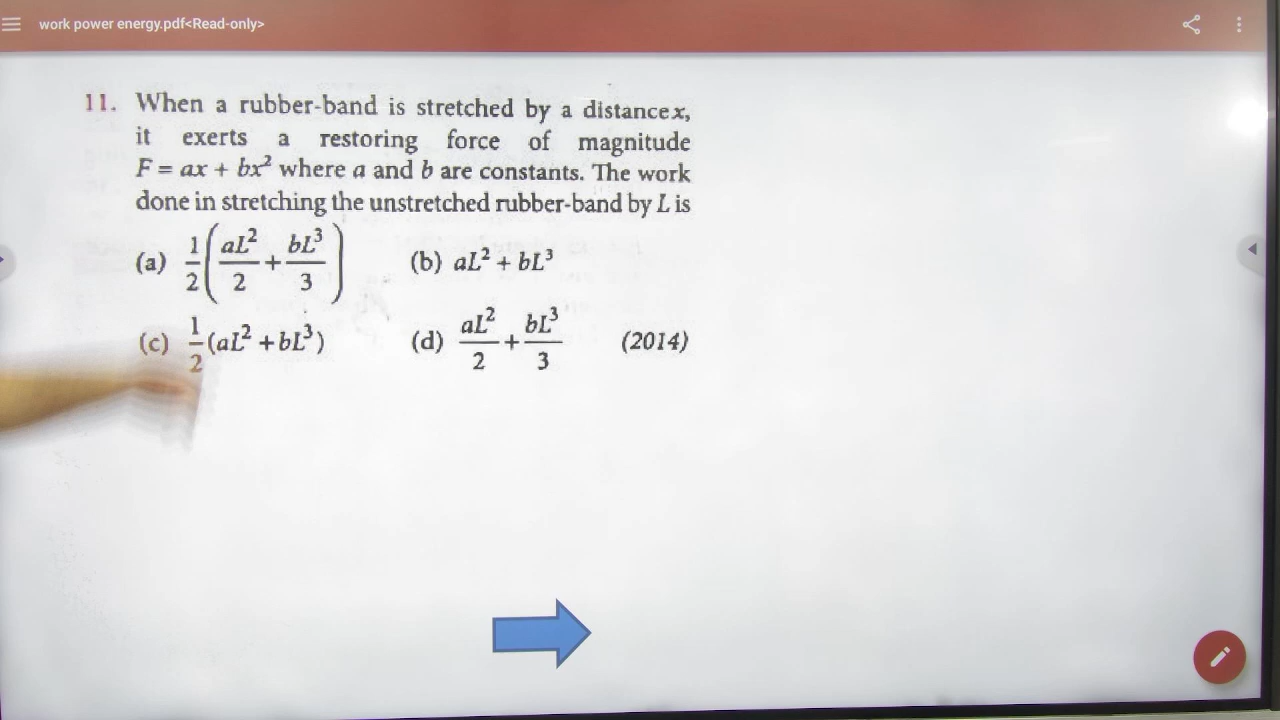 work power energy.pdf<Read-only>
11. When a rubber-band is stretched by a distance x,
it exerts a restoring force of magnitude
F = ax + bx² where a and b are constants. The work
done in stretching the unstretched rubber-band by L is
(a) 1/2 (aL²/2 + bL³/3) (b) aL² + bL³
(c) 1/2 (aL² + bL³) (d) aL²/2 + bL³/3 (2014)